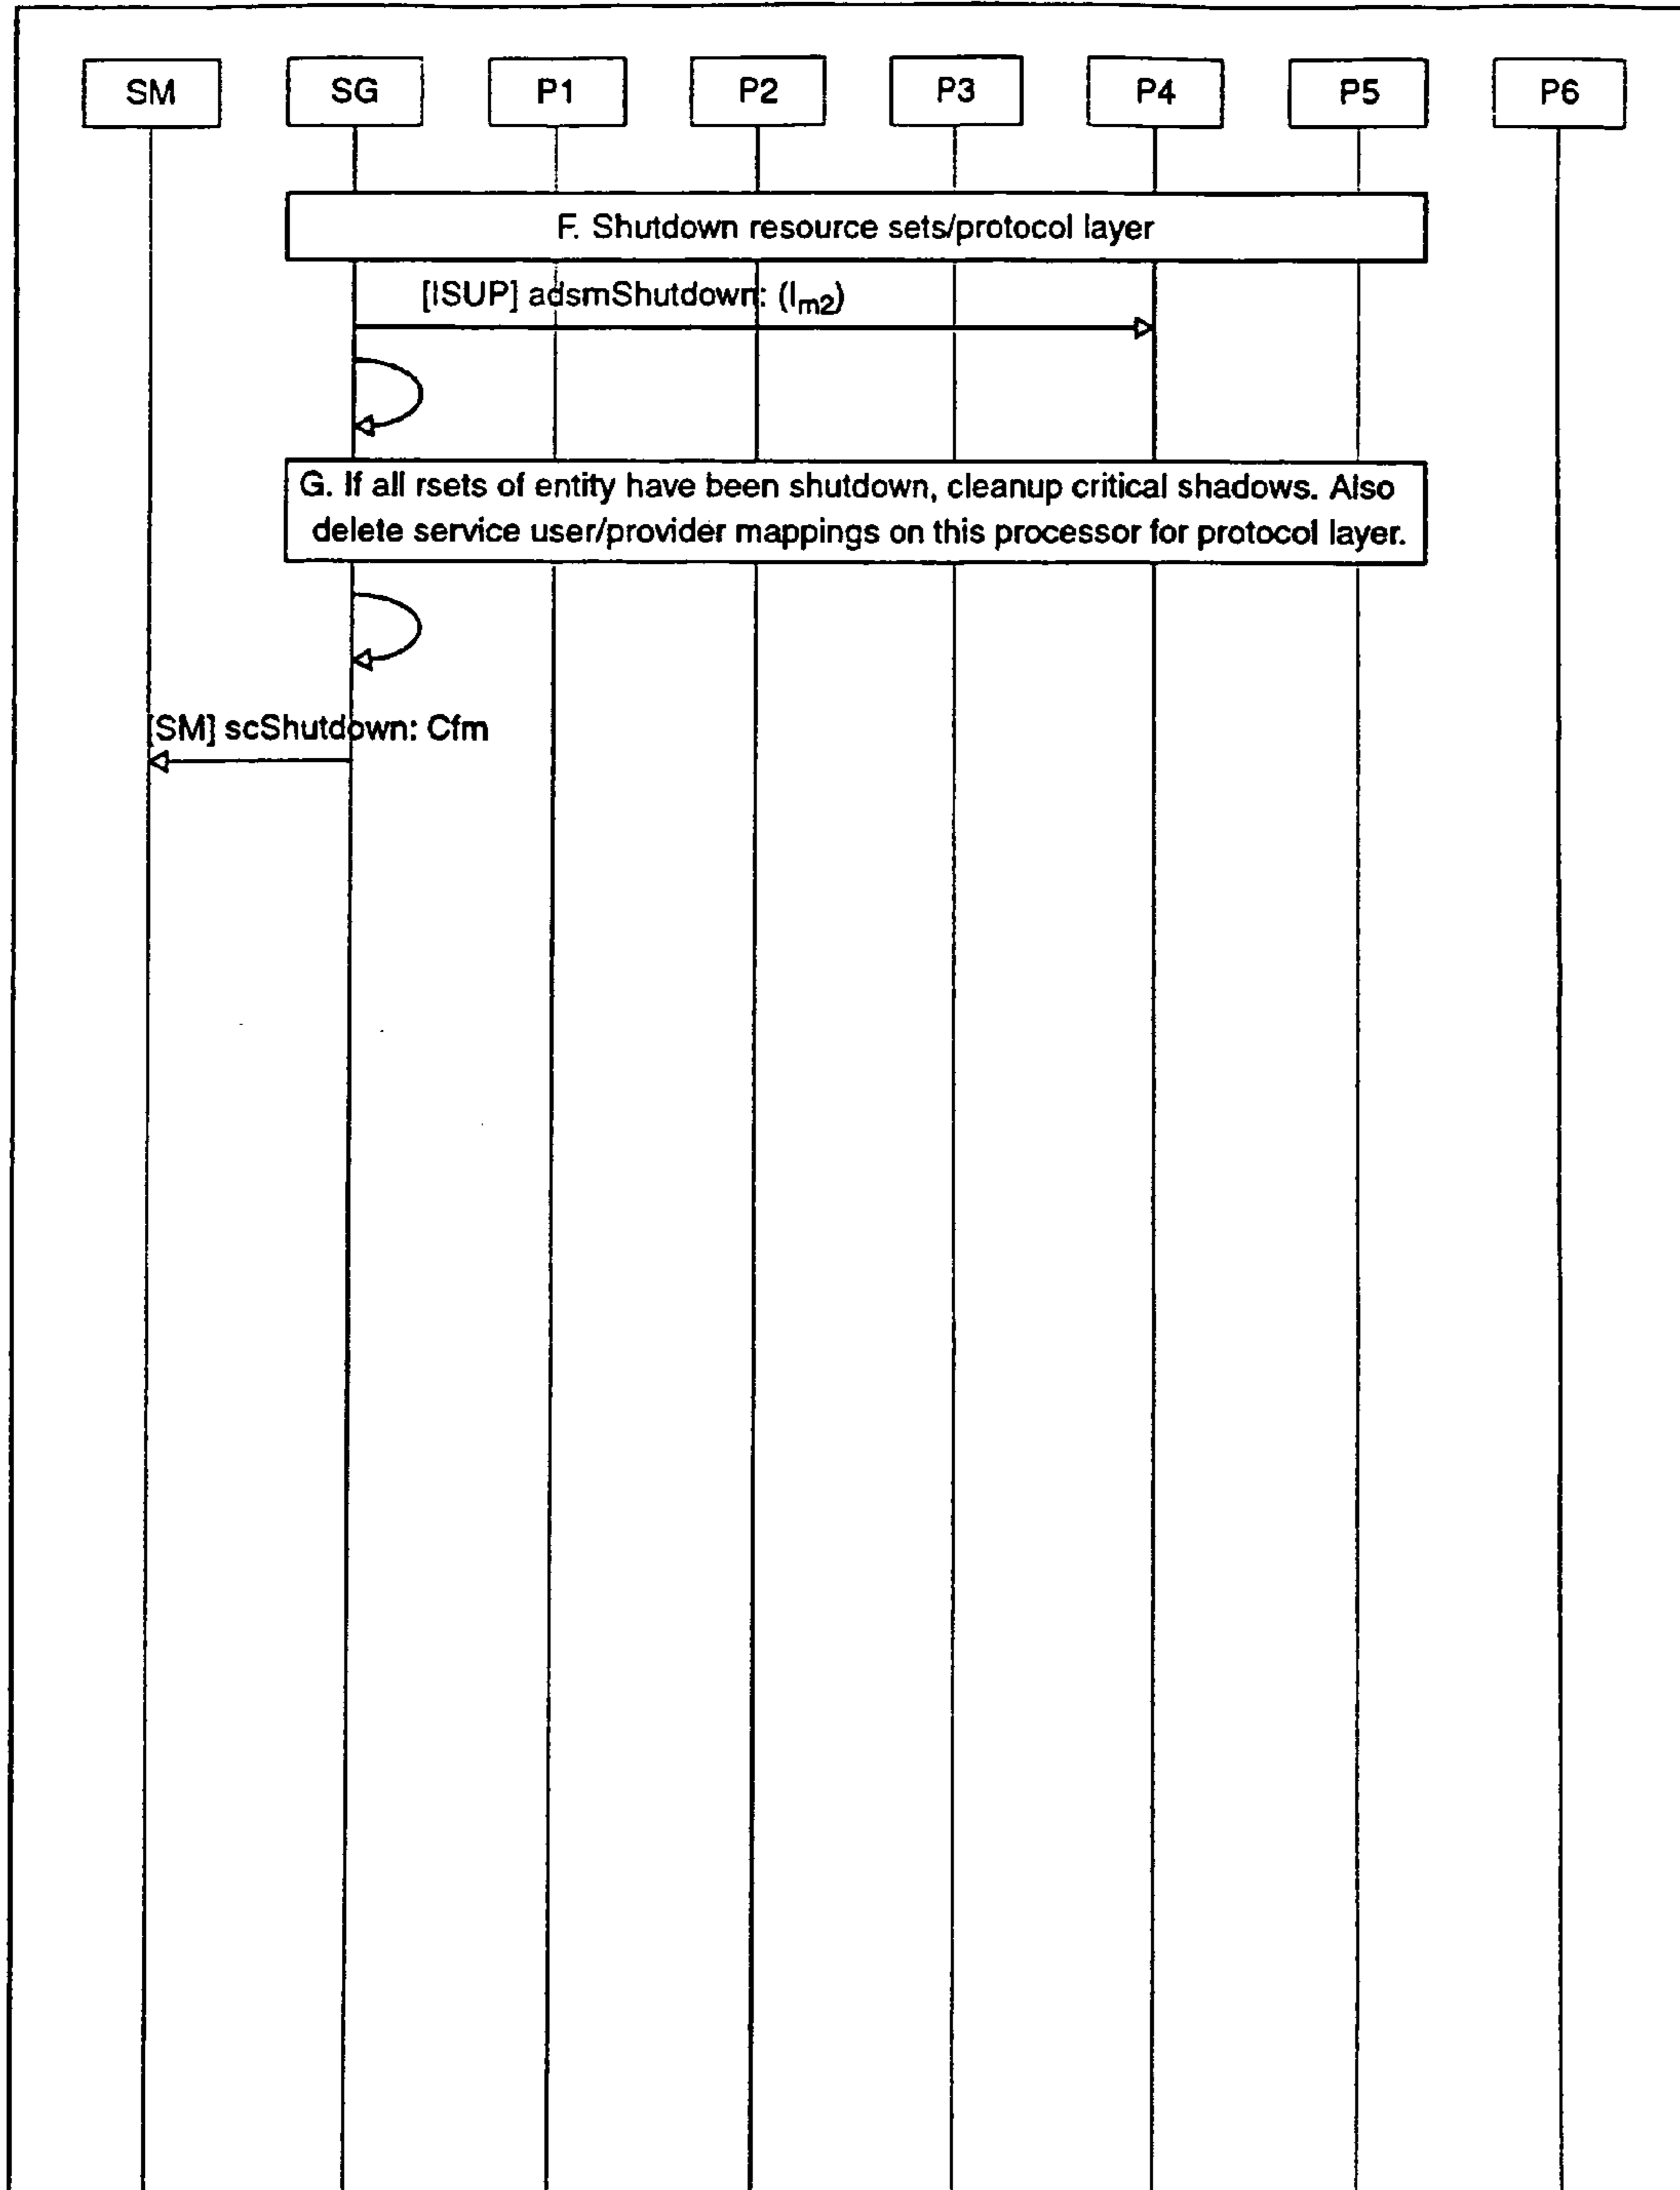 SM SG P1 P2 P3 P4 P5 P6
F. Shutdown resource sets/protocol layer
[ISUP] adsmShutdown: (Im2)
G. If all rsets of entity have been shutdown, cleanup critical shadows. Also
delete service user/provider mappings on this processor for protocol layer.
[SM] scShutdown: Cfm